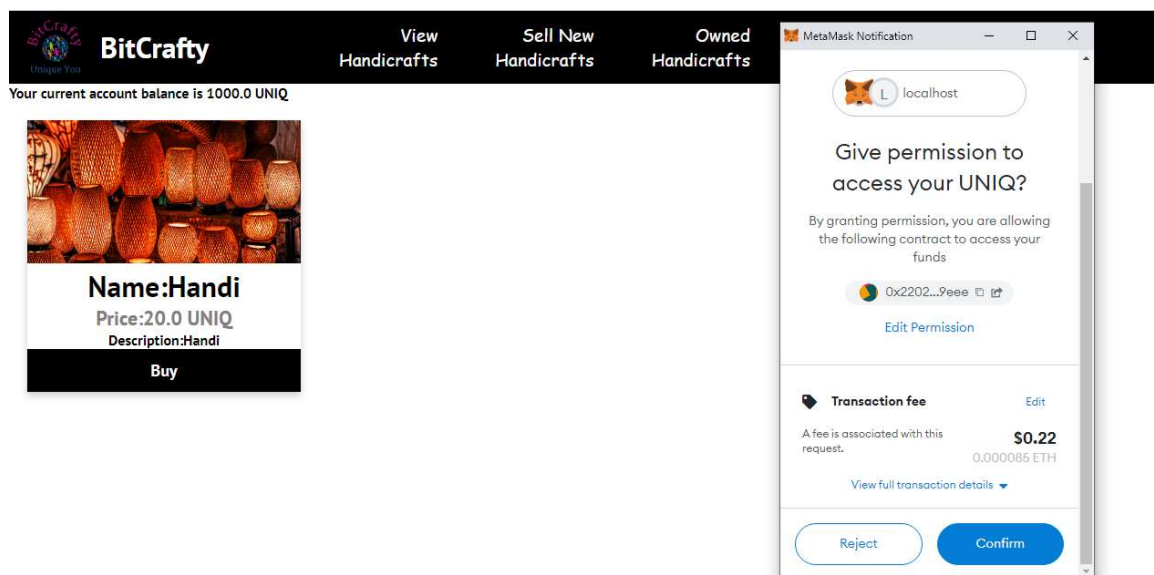 BitCrafty
Unique You
BitCrafty
View
Handicrafts
Sell New
Handicrafts
Owned
Handicrafts
Your current account balance is 1000.0 UNIQ
Name:Handi
Price:20.0 UNIQ
Description:Handi
Buy
MetaMask Notification
L localhost
Give permission to
access your UNIQ?
By granting permission, you are allowing
the following contract to access your
funds
0x2202...9eee
Edit Permission
Transaction fee
Edit
A fee is associated with this
request.
$0.22
0.000085 ETH
View full transaction details
Reject
Confirm